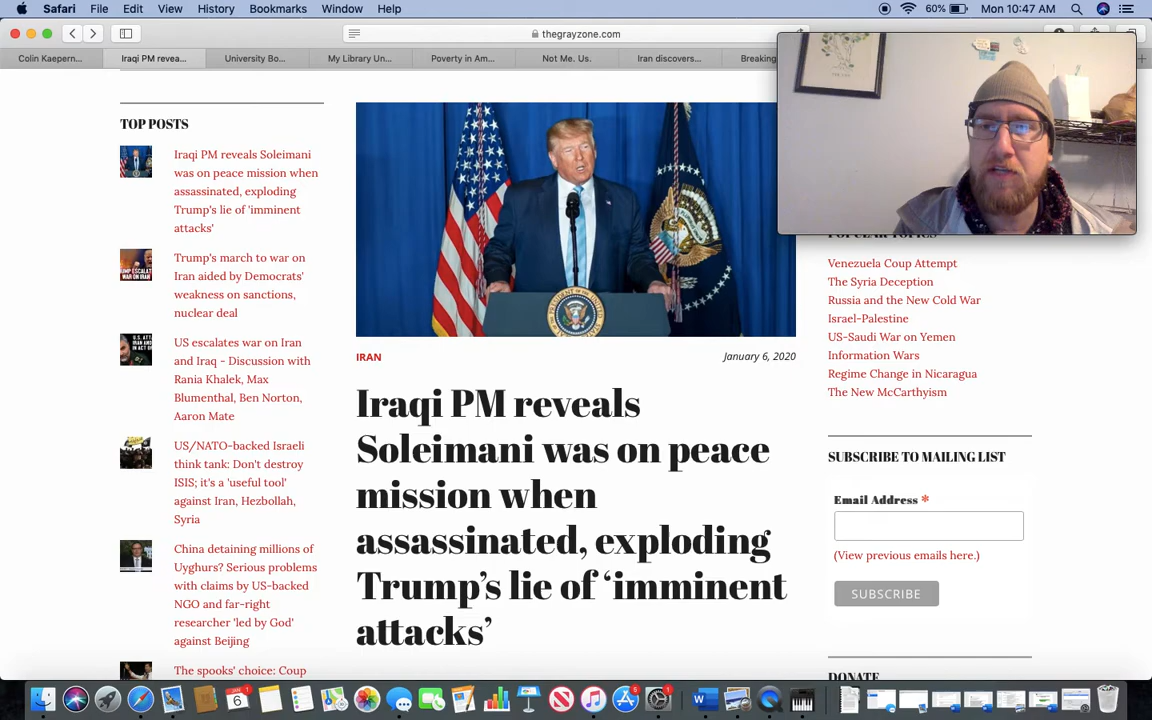 Safari File Edit View History Bookmarks Window Help 60% Mon 10:47 AM
thegrayzone.com
Colin Kaepern... Iraqi PM revea... University Bo... My Library Un... Poverty in Am... Not Me. Us. Iran discovers... Breaking
TOP POSTS
Iraqi PM reveals Soleimani
was on peace mission when
assassinated, exploding
Trump's lie of 'imminent
attacks'
Trump's march to war on
Iran aided by Democrats'
weakness on sanctions,
nuclear deal
US escalates war on Iran
and Iraq - Discussion with
Rania Khalek, Max
Blumenthal, Ben Norton,
Aaron Mate
US/NATO-backed Israeli
think tank: Don't destroy
ISIS; it's a 'useful tool'
against Iran, Hezbollah,
Syria
China detaining millions of
Uyghurs? Serious problems
with claims by US-backed
NGO and far-right
researcher 'led by God'
against Beijing
The spooks' choice: Coup
IRAN
January 6, 2020
Iraqi PM reveals
Soleimani was on peace
mission when
assassinated, exploding
Trump's lie of 'imminent
attacks'
POPULAR TOPICS
Venezuela Coup Attempt
The Syria Deception
Russia and the New Cold War
Israel-Palestine
US-Saudi War on Yemen
Information Wars
Regime Change in Nicaragua
The New McCarthyism
SUBSCRIBE TO MAILING LIST
Email Address *
(View previous emails here.)
SUBSCRIBE
DONATE